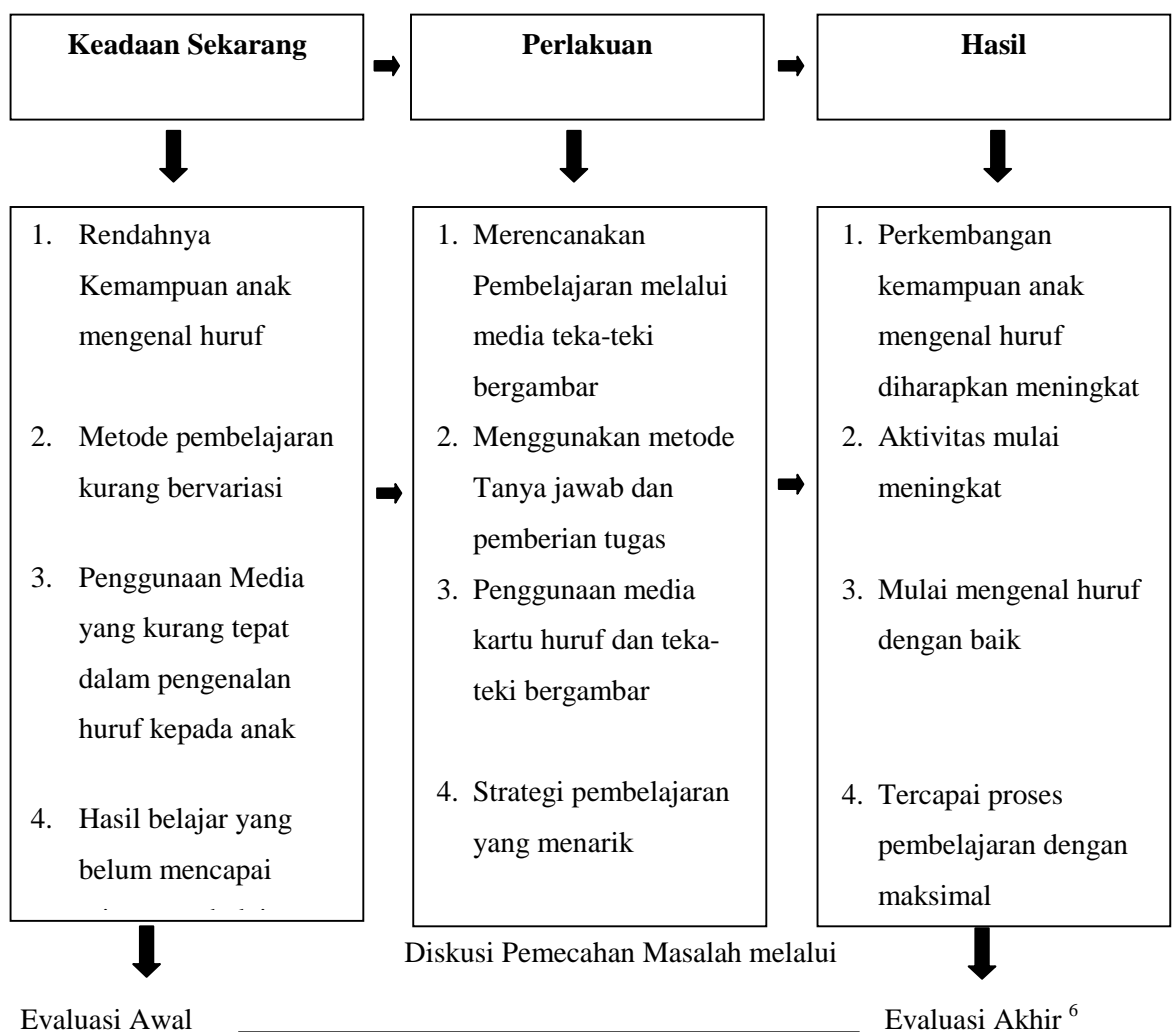 Keadaan Sekarang
Perlakuan
Hasil
1. Rendahnya
Kemampuan anak
mengenal huruf
2. Metode pembelajaran
kurang bervariasi
3. Penggunaan Media
yang kurang tepat
dalam pengenalan
huruf kepada anak
4. Hasil belajar yang
belum mencapai
1. Merencanakan
Pembelajaran melalui
media teka-teki
bergambar
2. Menggunakan metode
Tanya jawab dan
pemberian tugas
3. Penggunaan media
kartu huruf dan teka-
teki bergambar
4. Strategi pembelajaran
yang menarik
1. Perkembangan
kemampuan anak
mengenal huruf
diharapkan meningkat
2. Aktivitas mulai
meningkat
3. Mulai mengenal huruf
dengan baik
4. Tercapai proses
pembelajaran dengan
maksimal
Diskusi Pemecahan Masalah melalui
Evaluasi Awal
Evaluasi Akhir 6